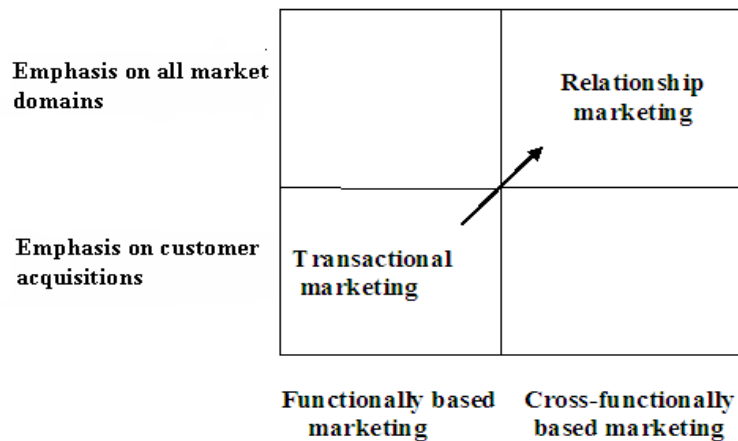 Emphasis on all market
domains
Relationship
marketing
Emphasis on customer
acquisitions
Transactional
marketing
Functionally based
marketing
Cross-functionally
based marketing